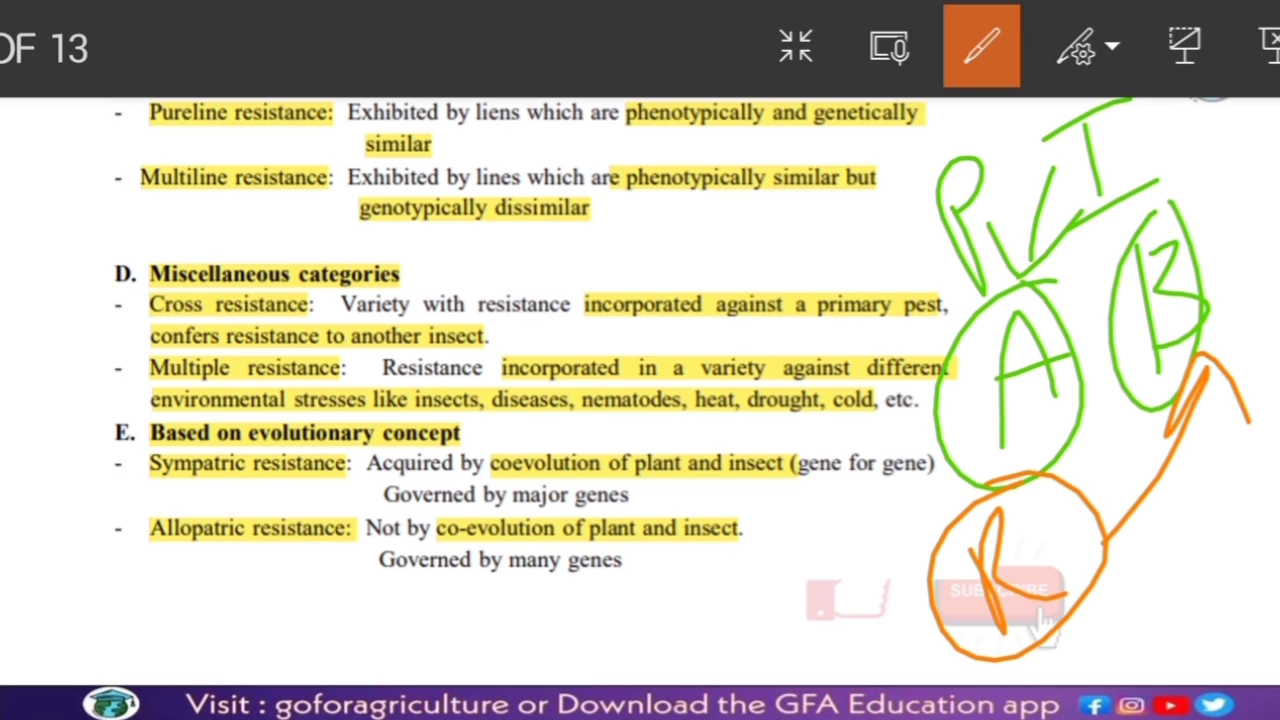 OF 13
- Pureline resistance: Exhibited by liens which are phenotypically and genetically
similar
- Multiline resistance: Exhibited by lines which are phenotypically similar but
genotypically dissimilar
D. Miscellaneous categories
- Cross resistance: Variety with resistance incorporated against a primary pest,
confers resistance to another insect.
- Multiple resistance: Resistance incorporated in a variety against different
environmental stresses like insects, diseases, nematodes, heat, drought, cold, etc.
E. Based on evolutionary concept
- Sympatric resistance: Acquired by coevolution of plant and insect (gene for gene)
Governed by major genes
- Allopatric resistance: Not by co-evolution of plant and insect.
Governed by many genes
A
B
R
SUBSCRIBE
Visit : goforagriculture or Download the GFA Education app